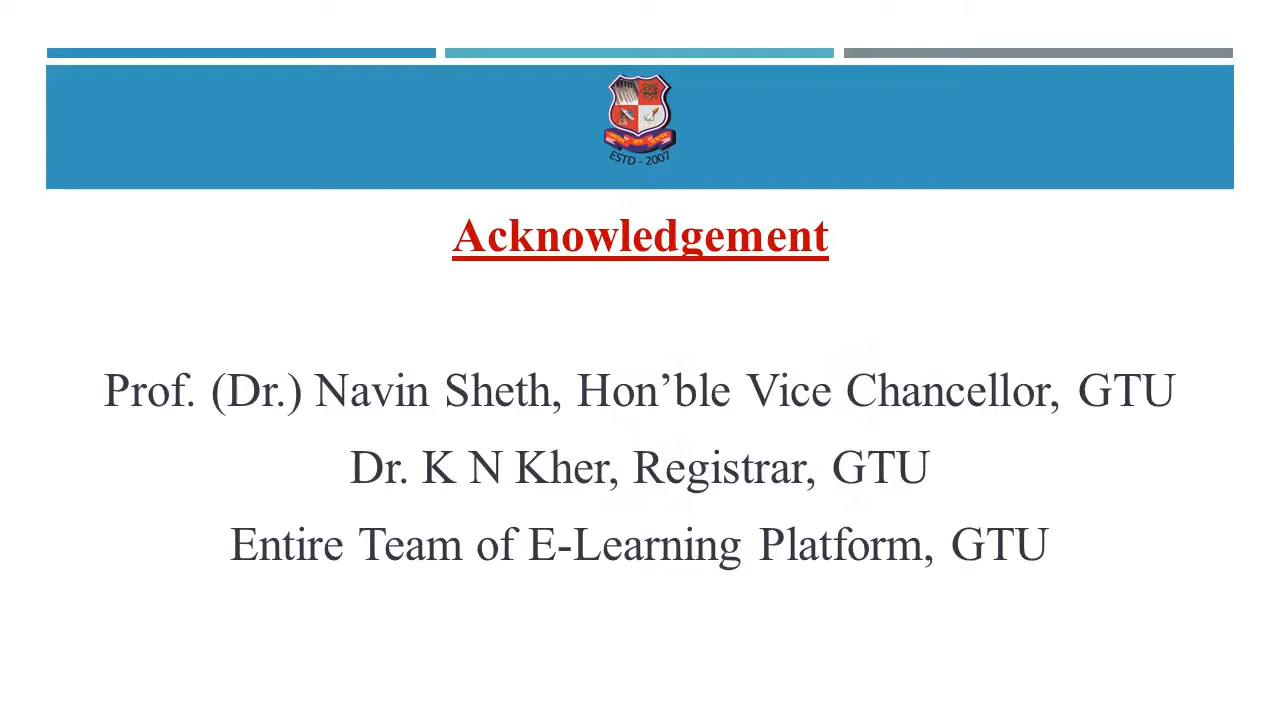 ESTD - 2007
Acknowledgement
Prof. (Dr.) Navin Sheth, Hon’ble Vice Chancellor, GTU
Dr. K N Kher, Registrar, GTU
Entire Team of E-Learning Platform, GTU